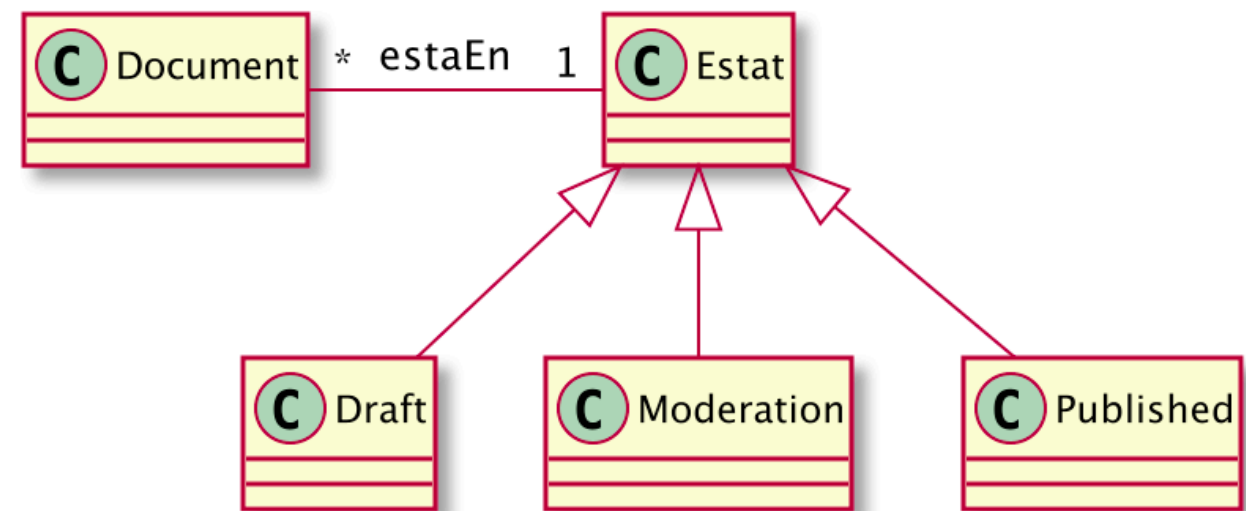 C Document
* estaEn 1
C Estat
C Draft
C Moderation
C Published